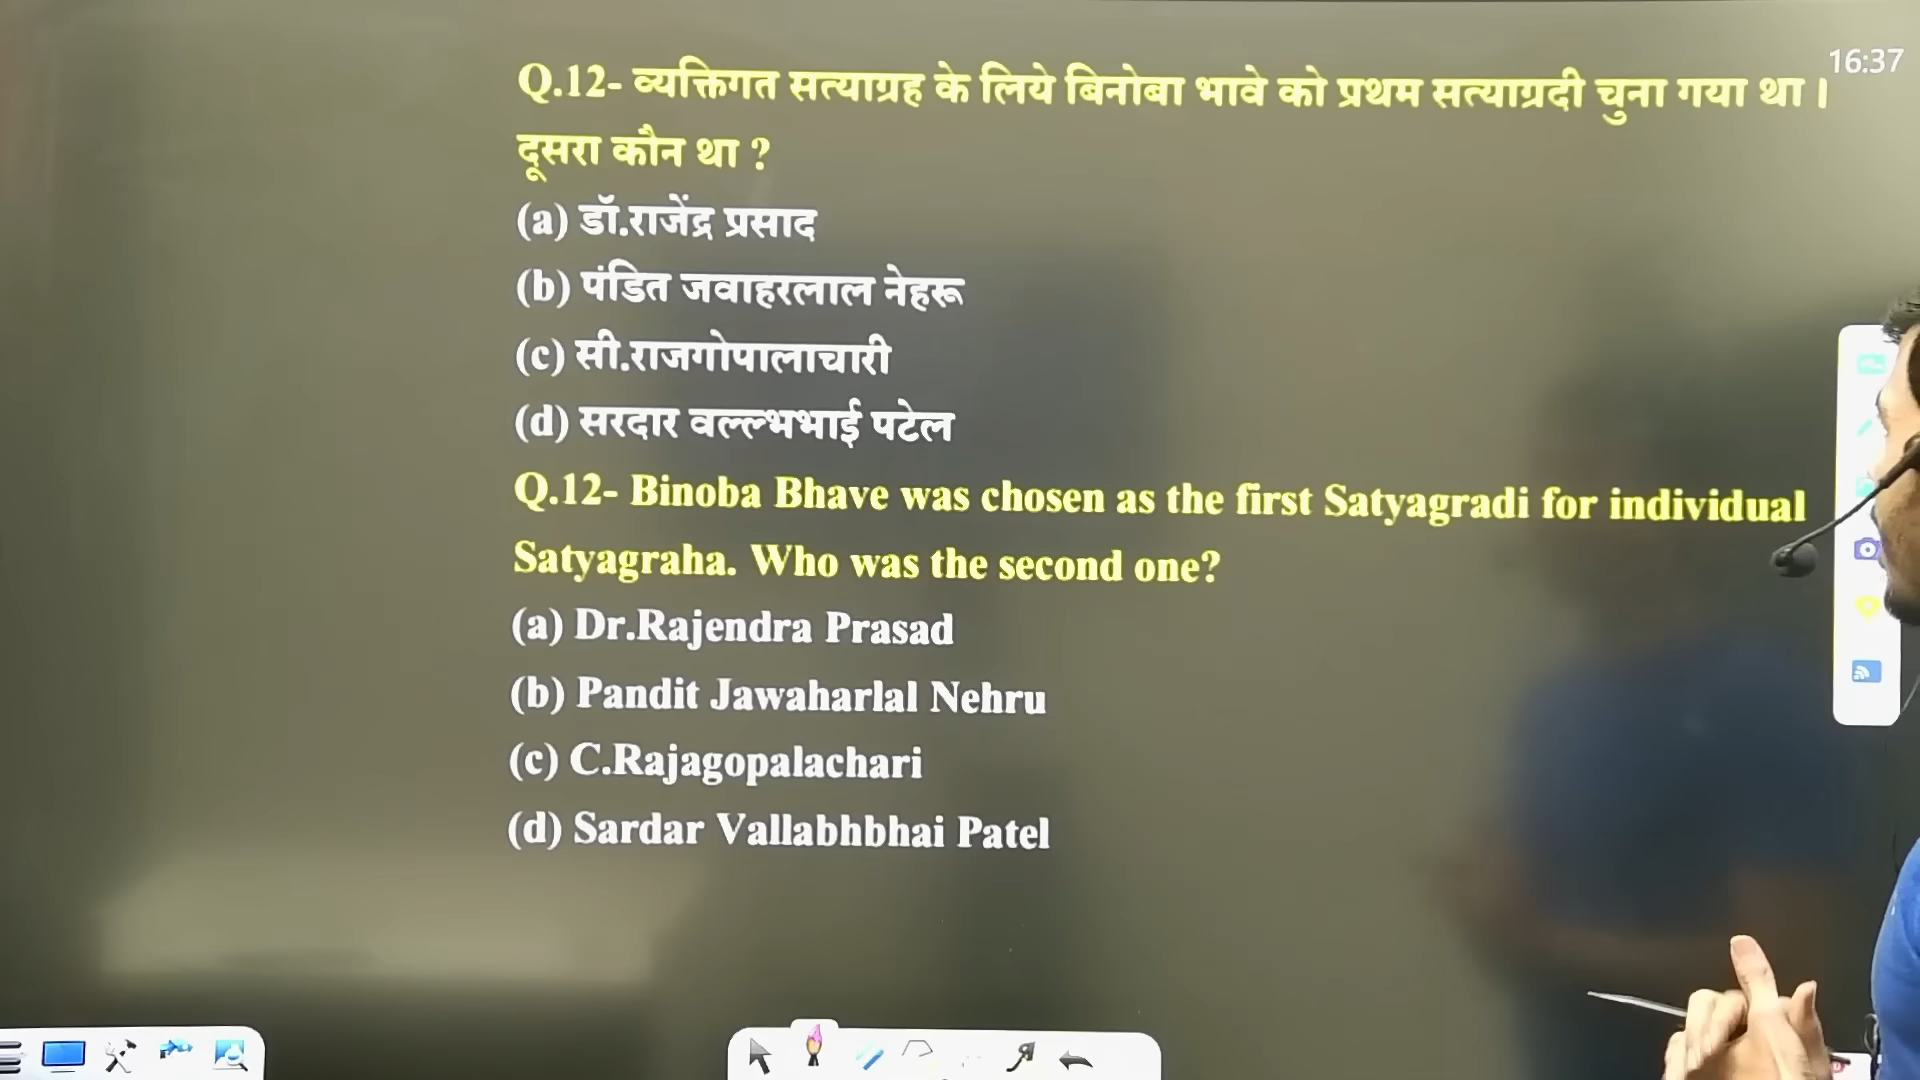 16:37
Q.12- व्यक्तिगत सत्याग्रह के लिये बिनोबा भावे को प्रथम सत्याग्रदी चुना गया था ।
दूसरा कौन था ?
(a) डॉ.राजेंद्र प्रसाद
(b) पंडित जवाहरलाल नेहरू
(c) सी.राजगोपालाचारी
(d) सरदार वल्ल्भभाई पटेल
Q.12- Binoba Bhave was chosen as the first Satyagradi for individual
Satyagraha. Who was the second one?
(a) Dr.Rajendra Prasad
(b) Pandit Jawaharlal Nehru
(c) C.Rajagopalachari
(d) Sardar Vallabhbhai Patel